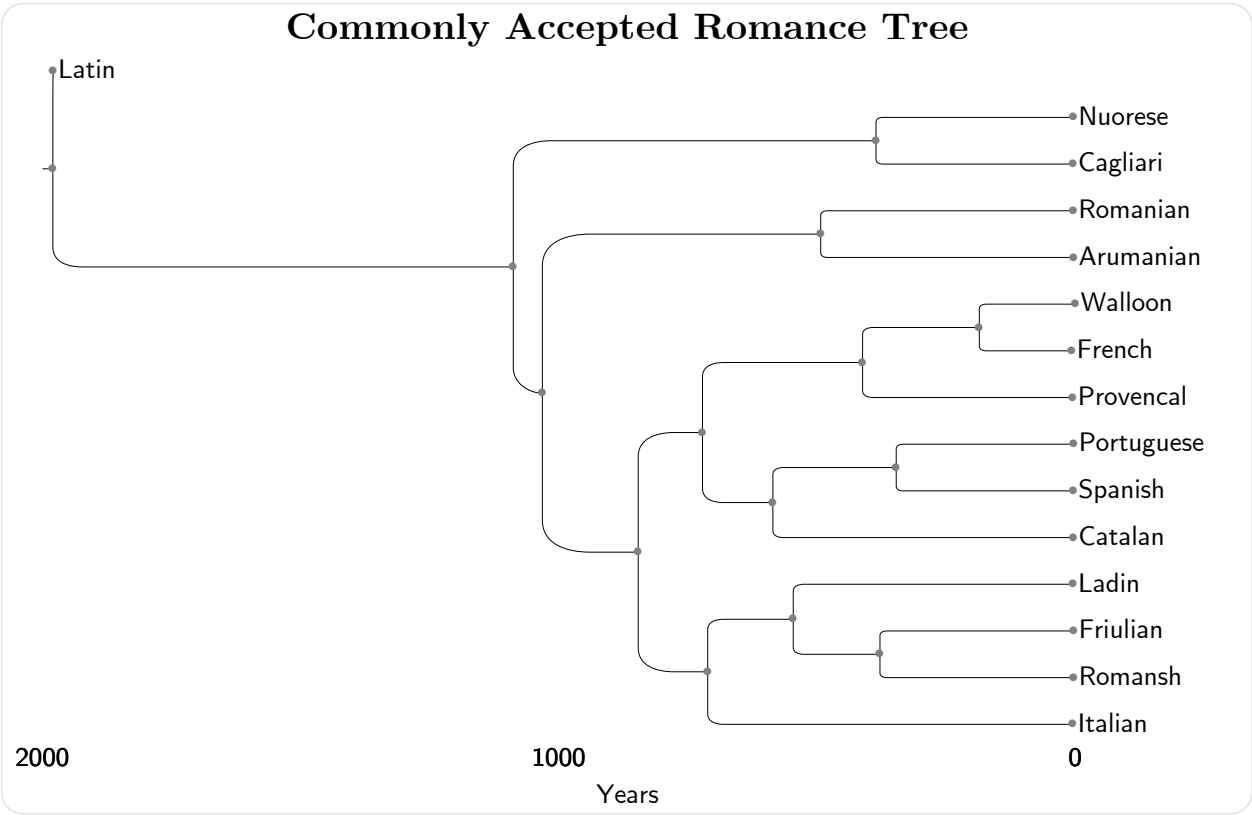 Commonly Accepted Romance Tree
Latin
Nuorese
Cagliari
Romanian
Arumanian
Walloon
French
Provencal
Portuguese
Spanish
Catalan
Ladin
Friulian
Romansh
Italian
2000 1000 0
Years